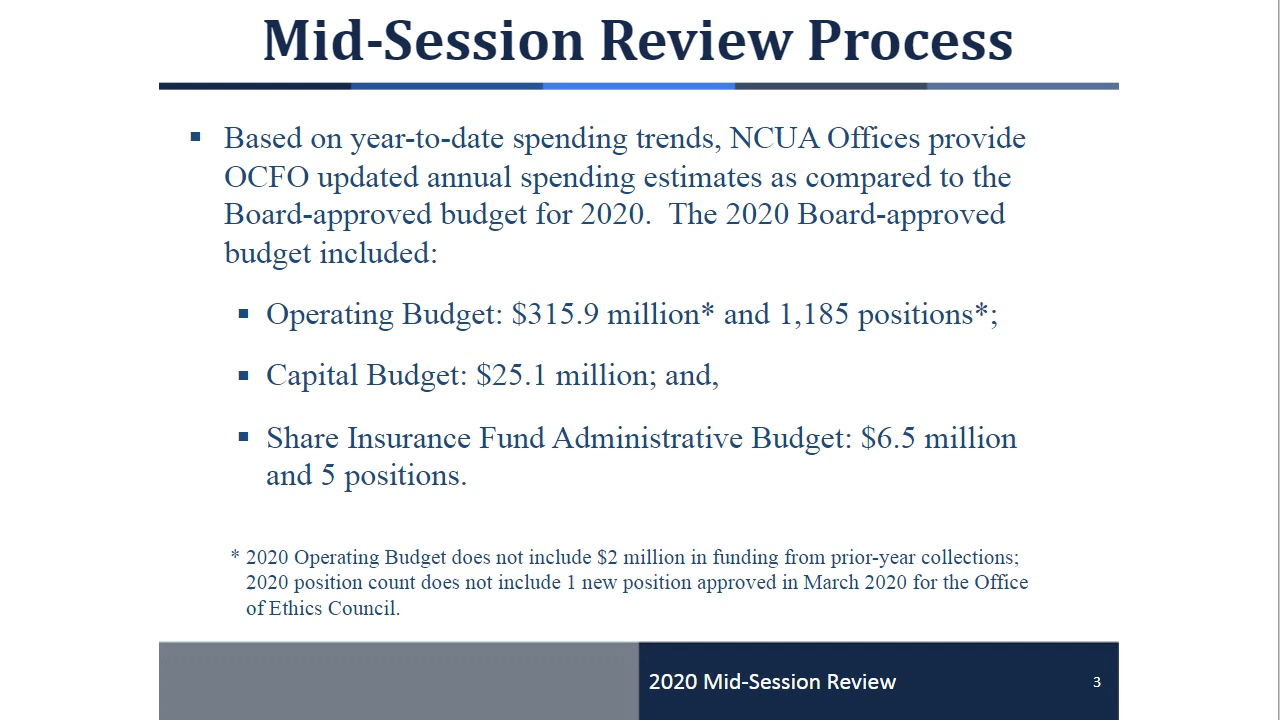 Mid-Session Review Process
▪ Based on year-to-date spending trends, NCUA Offices provide
OCFO updated annual spending estimates as compared to the
Board-approved budget for 2020.  The 2020 Board-approved
budget included:
▪ Operating Budget: $315.9 million* and 1,185 positions*;
▪ Capital Budget: $25.1 million; and,
▪ Share Insurance Fund Administrative Budget: $6.5 million
and 5 positions.
* 2020 Operating Budget does not include $2 million in funding from prior-year collections;
2020 position count does not include 1 new position approved in March 2020 for the Office
of Ethics Council.
2020 Mid-Session Review
3